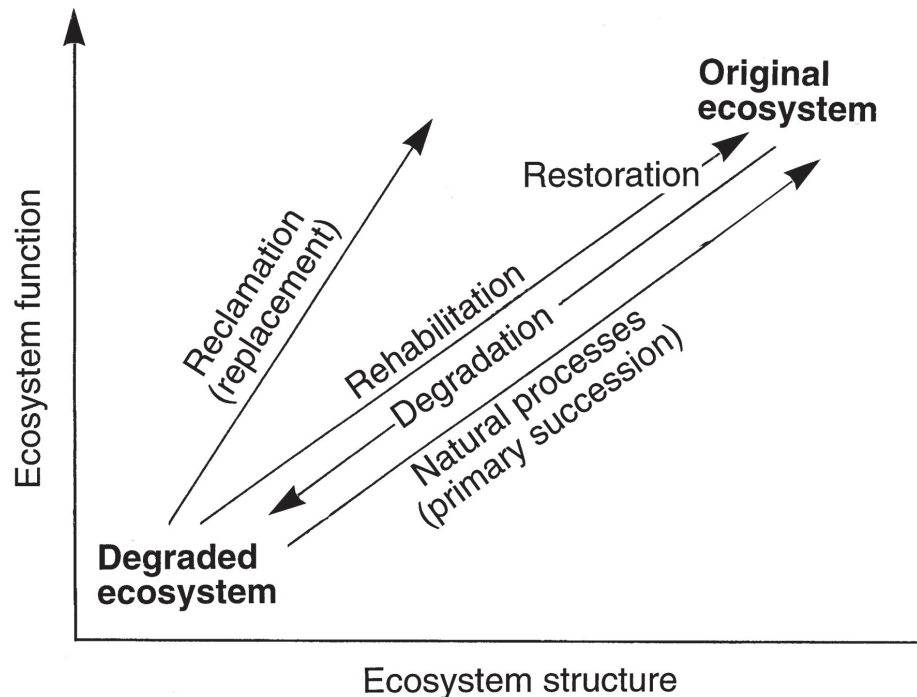 Original
ecosystem
Restoration
Reclamation
(replacement)
Rehabilitation
Degradation
Natural processes
(primary succession)
Degraded
ecosystem
Ecosystem function
Ecosystem structure